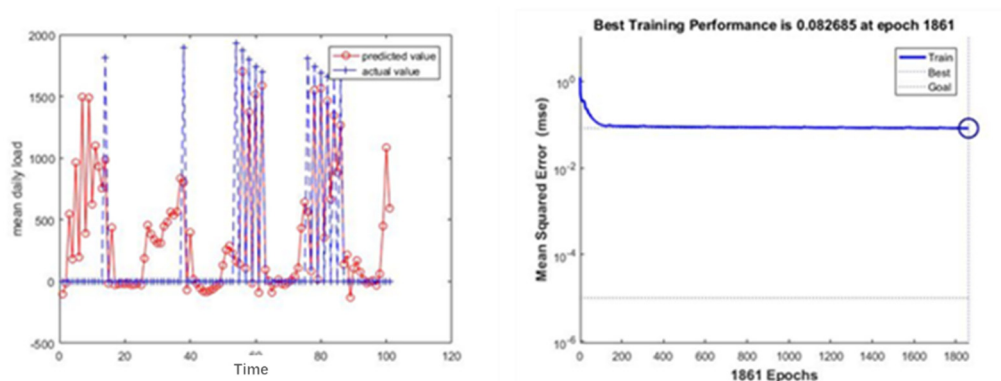 2000
1500
1000
500
0
-500
mean daily load
predicted value
actual value
0 20 40 60 80 100 120
Time
Best Training Performance is 0.082685 at epoch 1861
Mean Squared Error (mse)
10^0
10^-2
10^-4
10^-6
Train
Best
Goal
0 200 400 600 800 1000 1200 1400 1600 1800
1861 Epochs